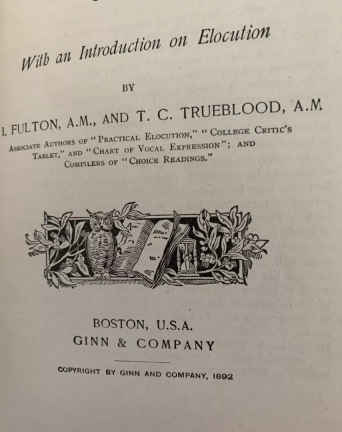 With an Introduction on Elocution
BY
I. FULTON, A.M., AND T. C. TRUEBLOOD, A.M.
ASSOCIATE AUTHORS OF "PRACTICAL ELOCUTION," "COLLEGE CRITIC'S
TABLET," AND "CHART OF VOCAL EXPRESSION"; AND
COMPILERS OF "CHOICE READINGS."
BOSTON, U.S.A.
GINN & COMPANY
COPYRIGHT BY GINN AND COMPANY, 1892